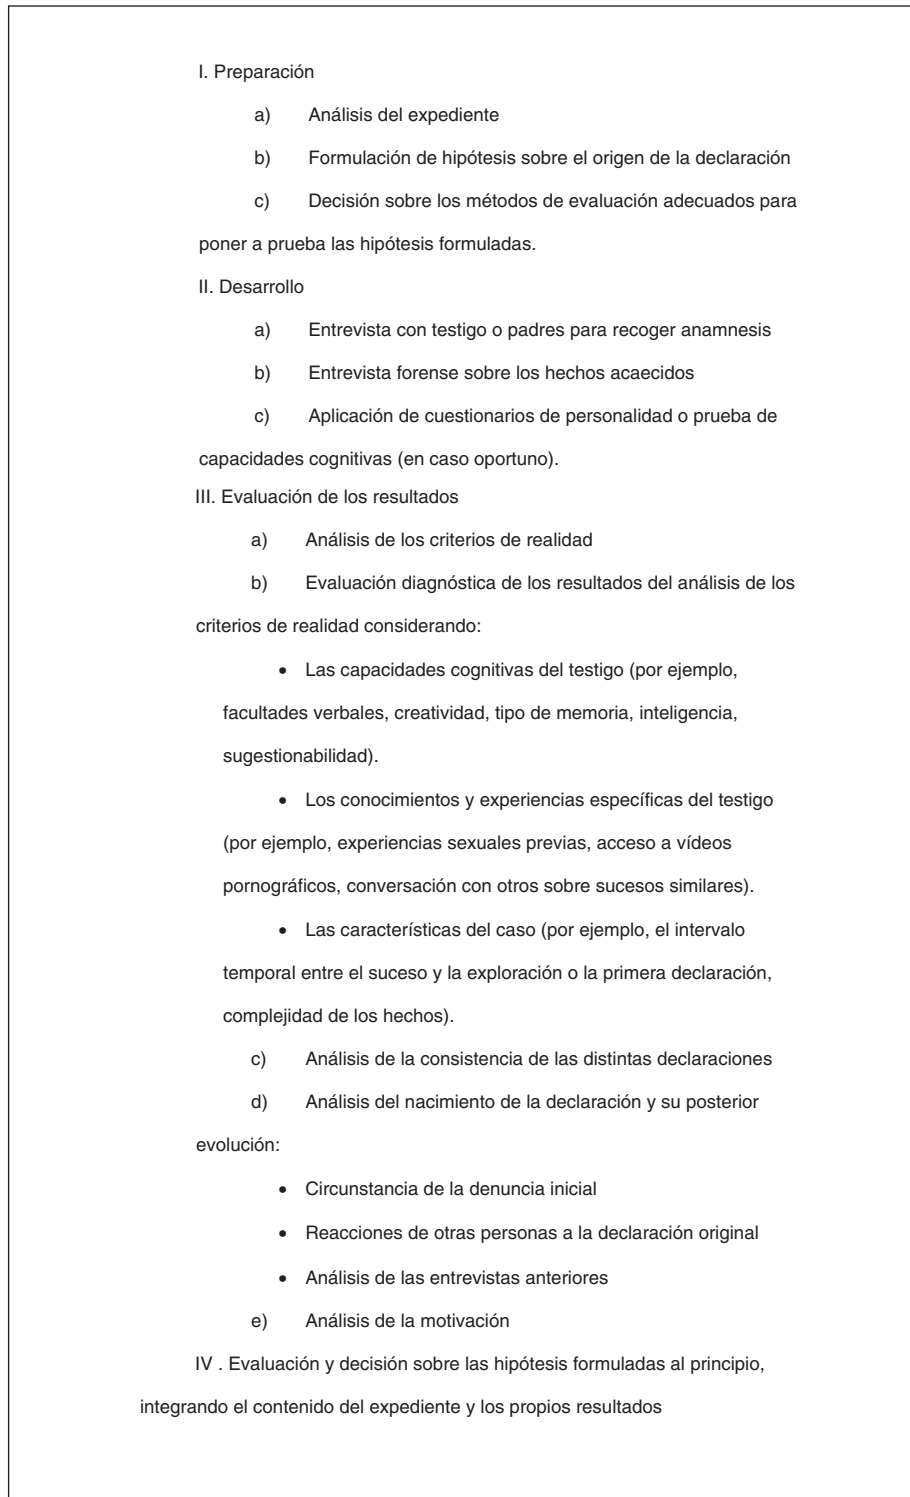 I. Preparación
a) Análisis del expediente
b) Formulación de hipótesis sobre el origen de la declaración
c) Decisión sobre los métodos de evaluación adecuados para
poner a prueba las hipótesis formuladas.
II. Desarrollo
a) Entrevista con testigo o padres para recoger anamnesis
b) Entrevista forense sobre los hechos acaecidos
c) Aplicación de cuestionarios de personalidad o prueba de
capacidades cognitivas (en caso oportuno).
III. Evaluación de los resultados
a) Análisis de los criterios de realidad
b) Evaluación diagnóstica de los resultados del análisis de los
criterios de realidad considerando:
• Las capacidades cognitivas del testigo (por ejemplo,
facultades verbales, creatividad, tipo de memoria, inteligencia,
sugestionabilidad).
• Los conocimientos y experiencias específicas del testigo
(por ejemplo, experiencias sexuales previas, acceso a vídeos
pornográficos, conversación con otros sobre sucesos similares).
• Las características del caso (por ejemplo, el intervalo
temporal entre el suceso y la exploración o la primera declaración,
complejidad de los hechos).
c) Análisis de la consistencia de las distintas declaraciones
d) Análisis del nacimiento de la declaración y su posterior
evolución:
• Circunstancia de la denuncia inicial
• Reacciones de otras personas a la declaración original
• Análisis de las entrevistas anteriores
e) Análisis de la motivación
IV . Evaluación y decisión sobre las hipótesis formuladas al principio,
integrando el contenido del expediente y los propios resultados